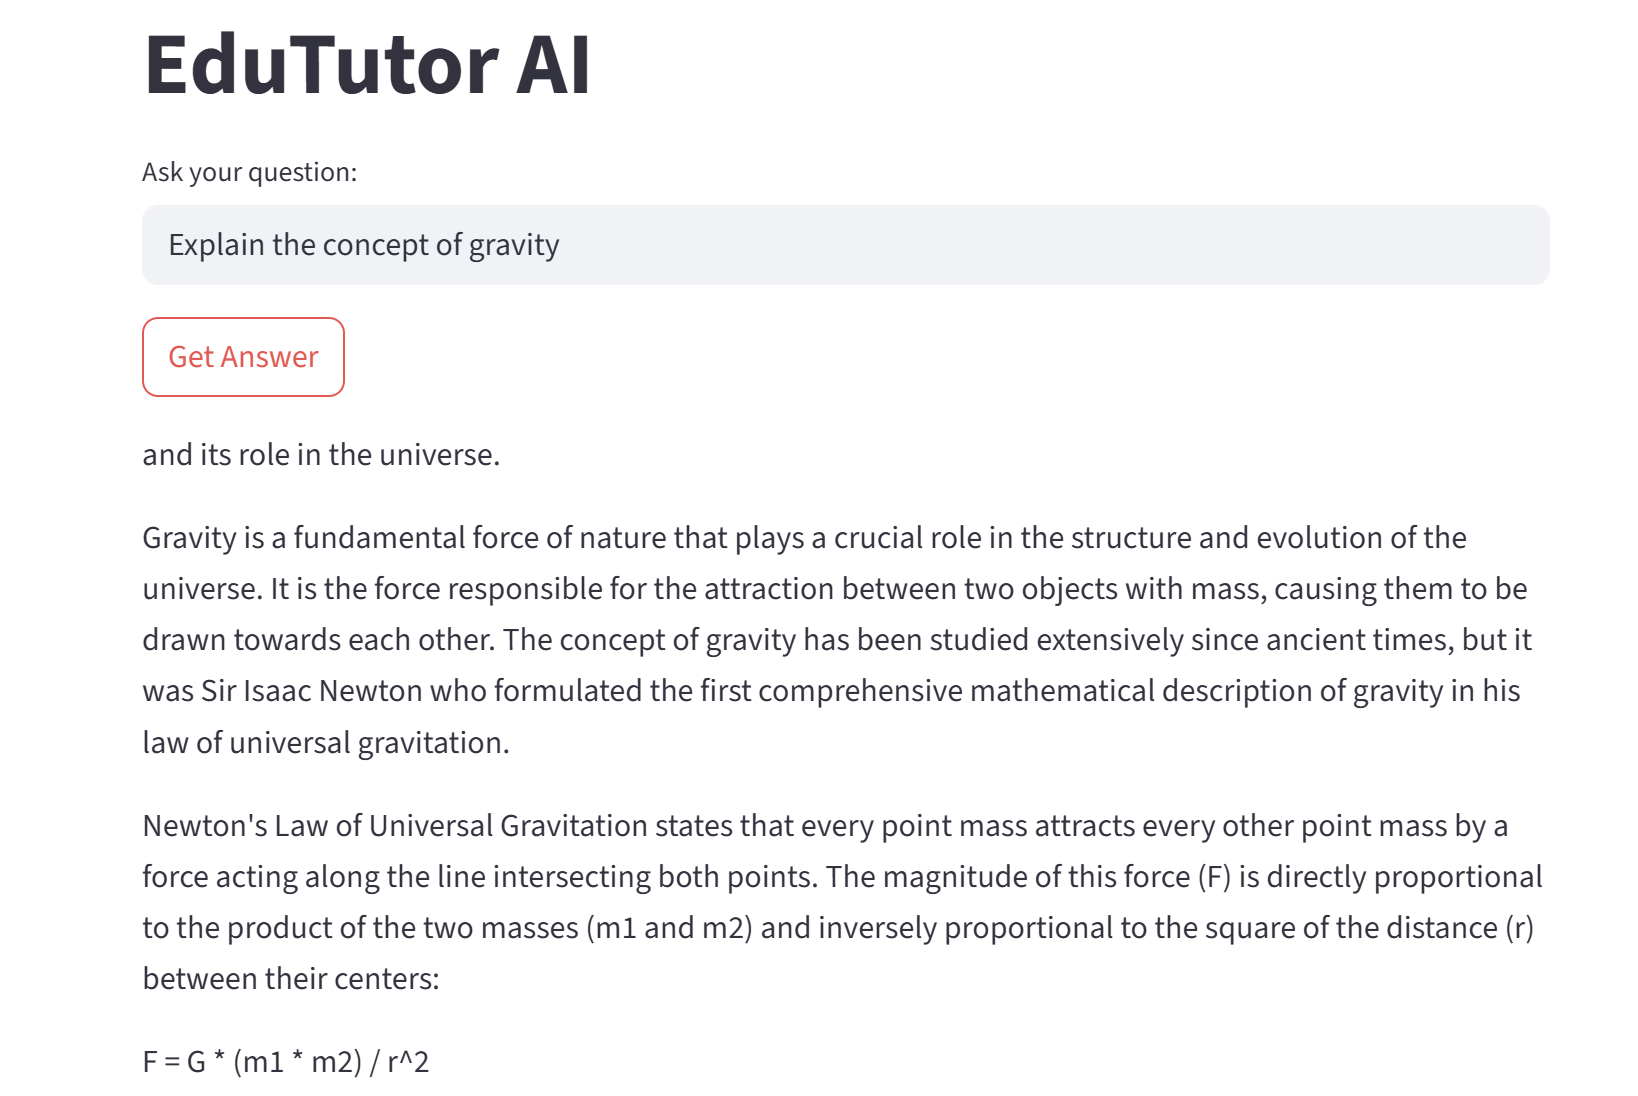 EduTutor AI
Ask your question:
Explain the concept of gravity
Get Answer
and its role in the universe.
Gravity is a fundamental force of nature that plays a crucial role in the structure and evolution of the
universe. It is the force responsible for the attraction between two objects with mass, causing them to be
drawn towards each other. The concept of gravity has been studied extensively since ancient times, but it
was Sir Isaac Newton who formulated the first comprehensive mathematical description of gravity in his
law of universal gravitation.
Newton's Law of Universal Gravitation states that every point mass attracts every other point mass by a
force acting along the line intersecting both points. The magnitude of this force (F) is directly proportional
to the product of the two masses (m1 and m2) and inversely proportional to the square of the distance (r)
between their centers:
F = G * (m1 * m2) / r^2